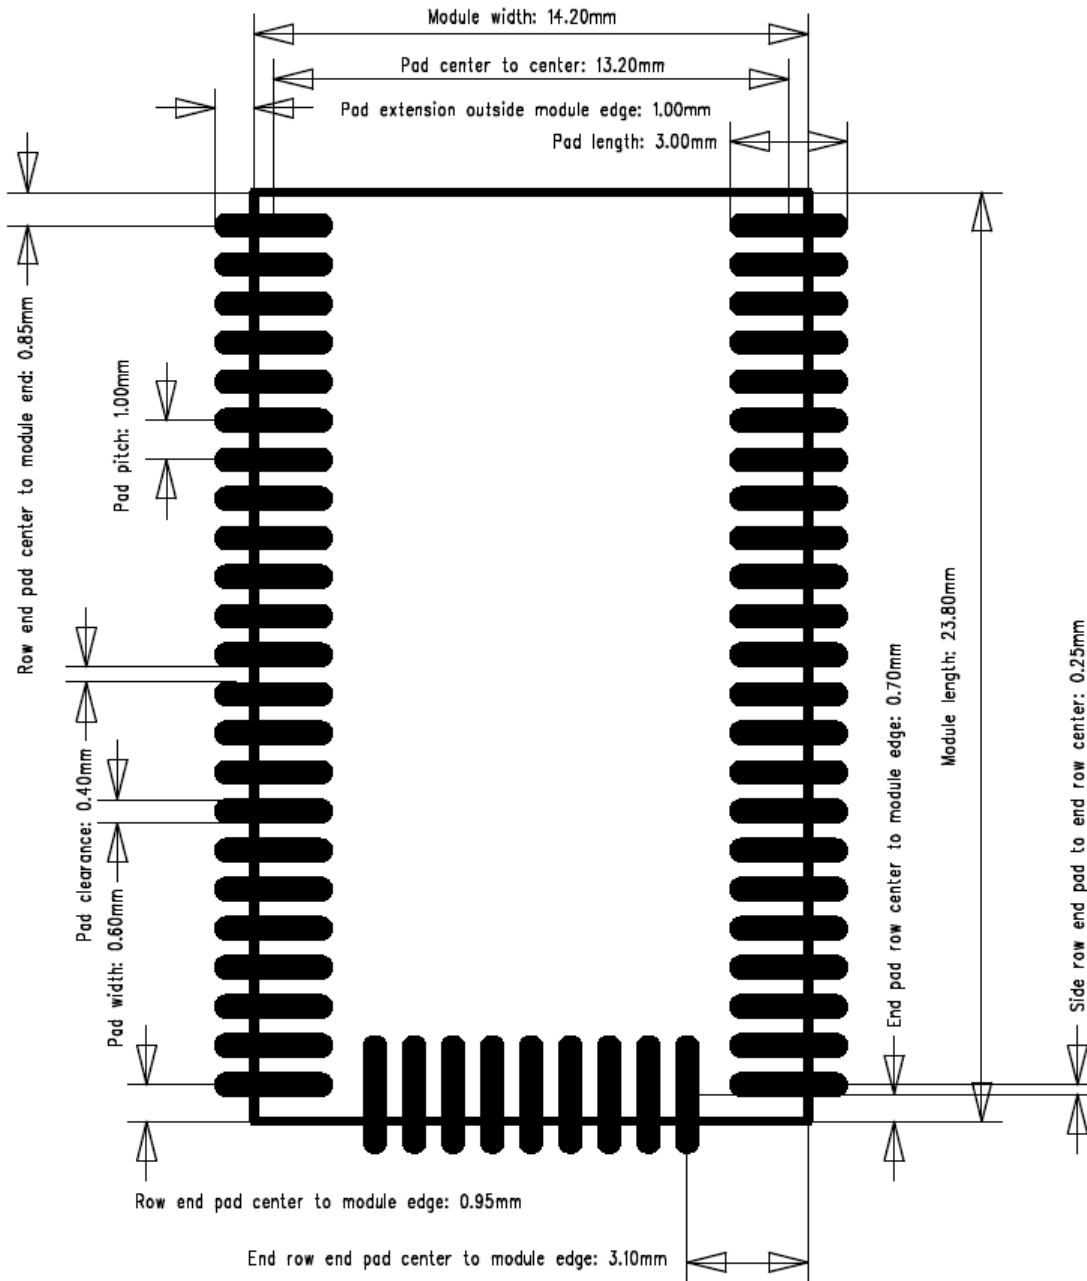 Module width: 14.20mm
Pad center to center: 13.20mm
Pad extension outside module edge: 1.00mm
Pad length: 3.00mm
Row end pad center to module end: 0.85mm
Pad pitch: 1.00mm
Pad clearance: 0.40mm
Pad width: 0.60mm
Module length: 23.80mm
End pad row center to module edge: 0.70mm
Side row end pad to end row center: 0.25mm
Row end pad center to module edge: 0.95mm
End row end pad center to module edge: 3.10mm